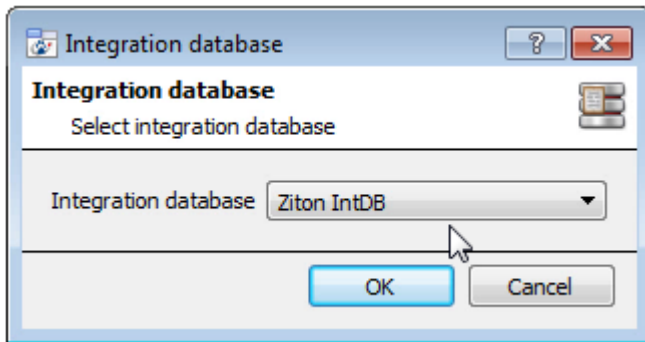 Integration database
?
Integration database
Select integration database
Integration database Ziton IntDB
OK Cancel